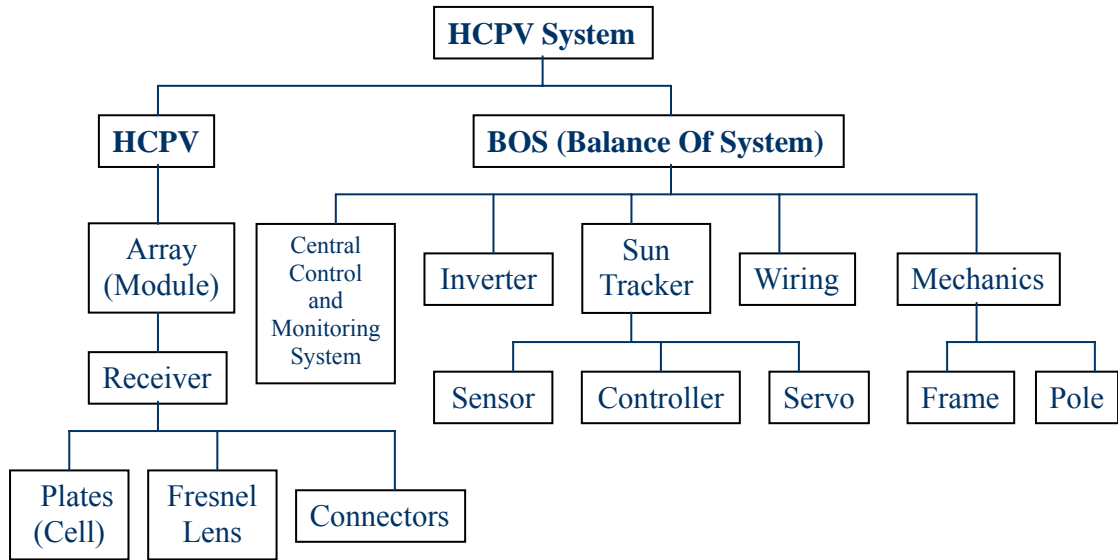 HCPV System
HCPV
BOS (Balance Of System)
Array
(Module)
Central
Control
and
Monitoring
System
Inverter
Sun
Tracker
Wiring
Mechanics
Receiver
Sensor
Controller
Servo
Frame
Pole
Plates
(Cell)
Fresnel
Lens
Connectors